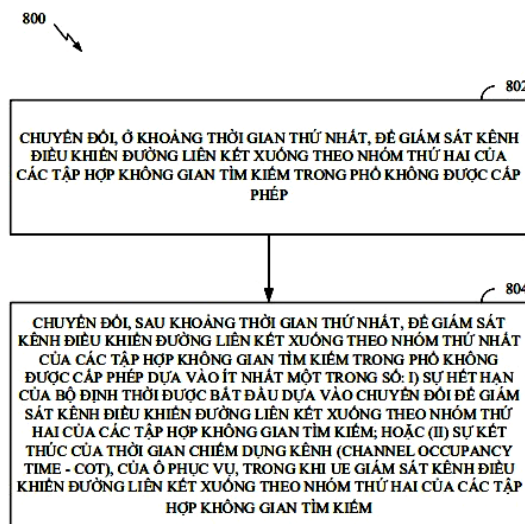 800
802
CHUYỂN ĐỔI, Ở KHOẢNG THỜI GIAN THỨ NHẤT, ĐỂ GIÁM SÁT KÊNH
ĐIỀU KHIỂN ĐƯỜNG LIÊN KẾT XUỐNG THEO NHÓM THỨ HAI CỦA
CÁC TẬP HỢP KHÔNG GIAN TÌM KIẾM TRONG PHỔ KHÔNG ĐƯỢC CẤP
PHÉP
804
CHUYỂN ĐỔI, SAU KHOẢNG THỜI GIAN THỨ NHẤT, ĐỂ GIÁM SÁT
KÊNH ĐIỀU KHIỂN ĐƯỜNG LIÊN KẾT XUỐNG THEO NHÓM THỨ NHẤT
CỦA CÁC TẬP HỢP KHÔNG GIAN TÌM KIẾM TRONG PHỔ KHÔNG
ĐƯỢC CẤP PHÉP DỰA VÀO ÍT NHẤT MỘT TRONG SỐ: I) SỰ HẾT HẠN
CỦA BỘ ĐỊNH THỜI ĐƯỢC BẮT ĐẦU DỰA VÀO CHUYỂN ĐỔI ĐỂ GIÁM
SÁT KÊNH ĐIỀU KHIỂN ĐƯỜNG LIÊN KẾT XUỐNG THEO NHÓM THỨ
HAI CỦA CÁC TẬP HỢP KHÔNG GIAN TÌM KIẾM; HOẶC (II) SỰ KẾT
THÚC CỦA THỜI GIAN CHIẾM DỤNG KÊNH (CHANNEL OCCUPANCY
TIME - COT), CỦA Ô PHỤC VỤ, TRONG KHI UE GIÁM SÁT KÊNH ĐIỀU
KHIỂN ĐƯỜNG LIÊN KẾT XUỐNG THEO NHÓM THỨ HAI CỦA CÁC TẬP
HỢP KHÔNG GIAN TÌM KIẾM